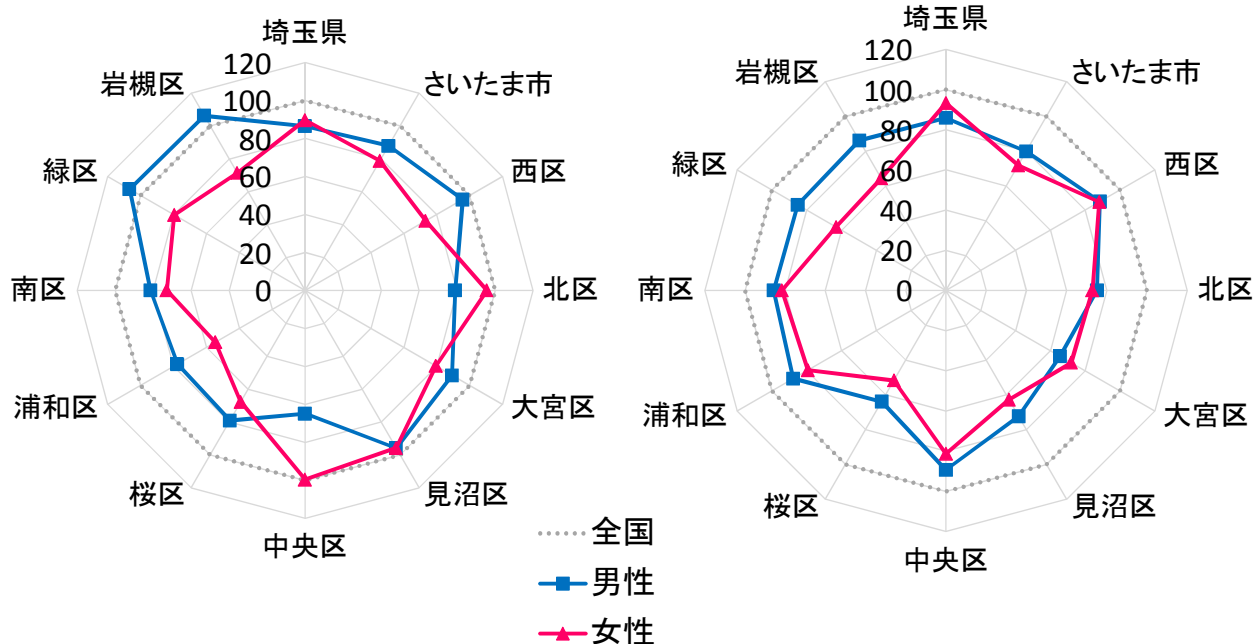 埼玉県
さいたま市
西区
北区
大宮区
見沼区
中央区
桜区
浦和区
南区
緑区
岩槻区
120
100
80
60
40
20
0
埼玉県
さいたま市
西区
北区
大宮区
見沼区
中央区
桜区
浦和区
南区
緑区
岩槻区
120
100
80
60
40
20
0
全国
男性
女性